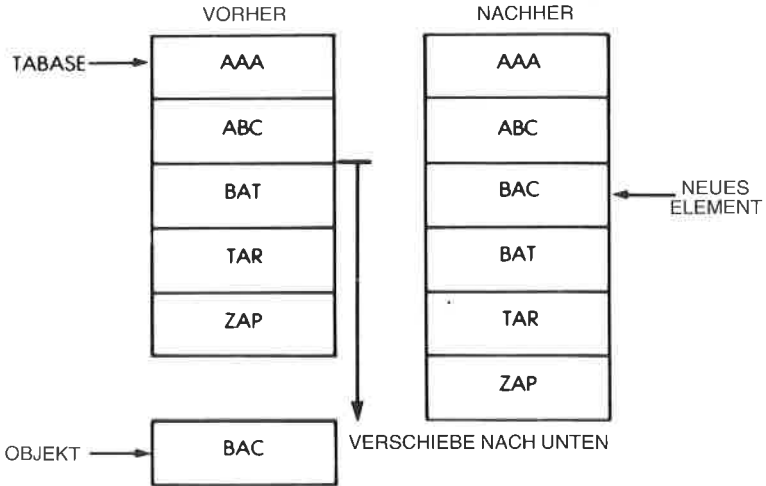 VORHER
NACHHER
TABASE
AAA
ABC
BAT
TAR
ZAP
AAA
ABC
BAC
BAT
TAR
ZAP
NEUES
ELEMENT
OBJEKT
BAC
VERSCHIEBE NACH UNTEN